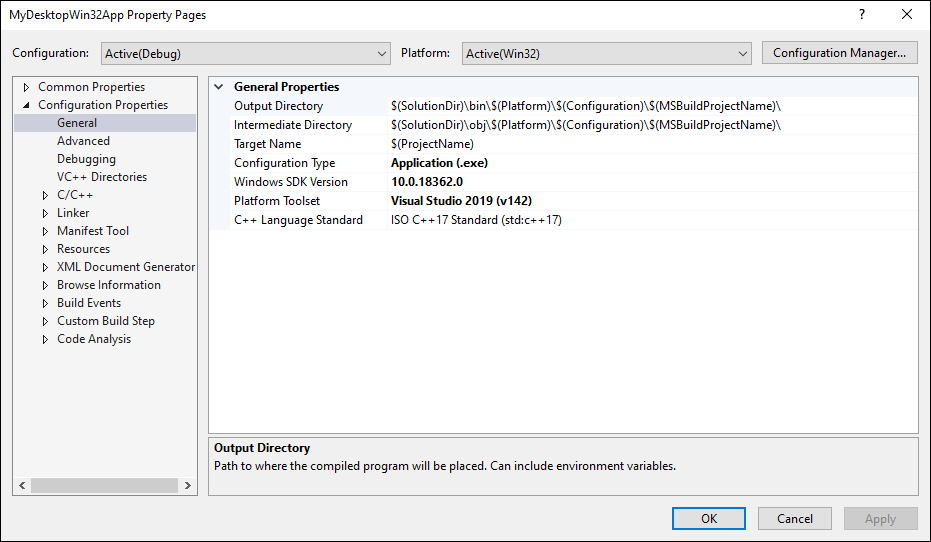 MyDesktopWin32App Property Pages
?
Configuration: Active(Debug) Platform: Active(Win32) Configuration Manager...
Common Properties
Configuration Properties
General
Advanced
Debugging
VC++ Directories
C/C++
Linker
Manifest Tool
Resources
XML Document Generator
Browse Information
Build Events
Custom Build Step
Code Analysis
General Properties
Output Directory $(SolutionDir)\bin\$(Platform)\$(Configuration)\$(MSBuildProjectName)\
Intermediate Directory $(SolutionDir)\obj\$(Platform)\$(Configuration)\$(MSBuildProjectName)\
Target Name $(ProjectName)
Configuration Type Application (.exe)
Windows SDK Version 10.0.18362.0
Platform Toolset Visual Studio 2019 (v142)
C++ Language Standard ISO C++17 Standard (std:c++17)
Output Directory
Path to where the compiled program will be placed. Can include environment variables.
OK Cancel Apply